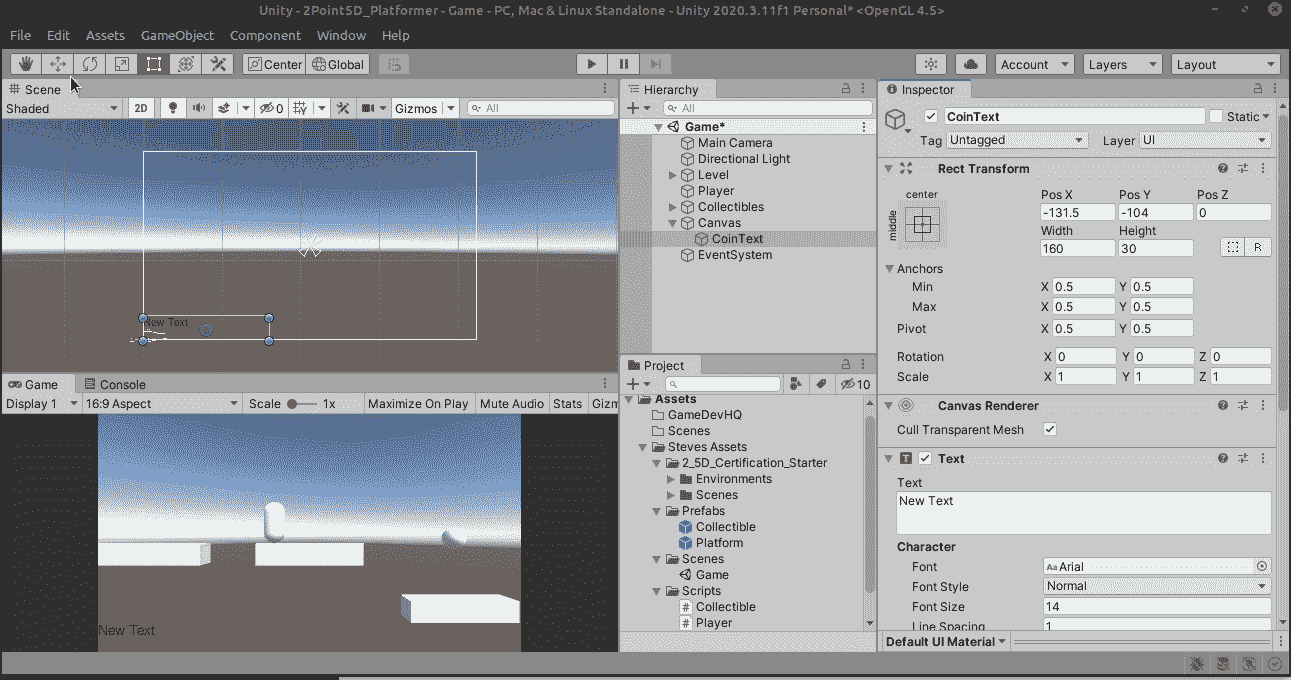 Unity - 2Point5D_Platformer - Game - PC, Mac & Linux Standalone - Unity 2020.3.11f1 Personal* <OpenGL 4.5>
File Edit Assets GameObject Component Window Help
Center Global Account Layers Layout
Scene
Shaded 2D 0 Gizmos All
New Text
Game Console
Display 1 16:9 Aspect Scale 1x Maximize On Play Mute Audio Stats Gizm
New Text
Hierarchy
All
Game*
Main Camera
Directional Light
Level
Player
Collectibles
Canvas
CoinText
EventSystem
Project
10
Assets
GameDevHQ
Scenes
Steves Assets
2_5D_Certification_Starter
Environments
Scenes
Prefabs
Collectible
Platform
Scenes
Game
Scripts
# Collectible
# Player
Inspector
CoinText Static
Tag Untagged Layer UI
Rect Transform
center
middle
Pos X Pos Y Pos Z
-131.5 -104 0
Width Height
160 30
R
Anchors
Min X 0.5 Y 0.5
Max X 0.5 Y 0.5
Pivot X 0.5 Y 0.5
Rotation X 0 Y 0 Z 0
Scale X 1 Y 1 Z 1
Canvas Renderer
Cull Transparent Mesh
T Text
Text
New Text
Character
Font Aa Arial
Font Style Normal
Font Size 14
Line Spacing 1
Default UI Material